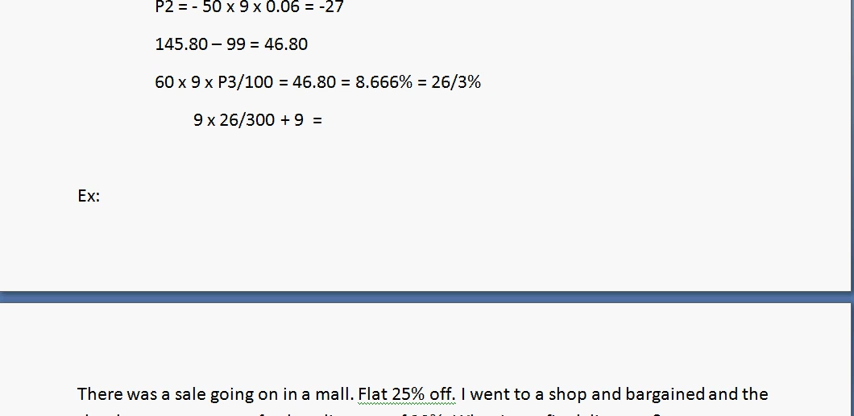 P2 = - 50 x 9 x 0.06 = -27
145.80 – 99 = 46.80
60 x 9 x P3/100 = 46.80 = 8.666% = 26/3%
9 x 26/300 + 9 =
Ex:
There was a sale going on in a mall. Flat 25% off. I went to a shop and bargained and the